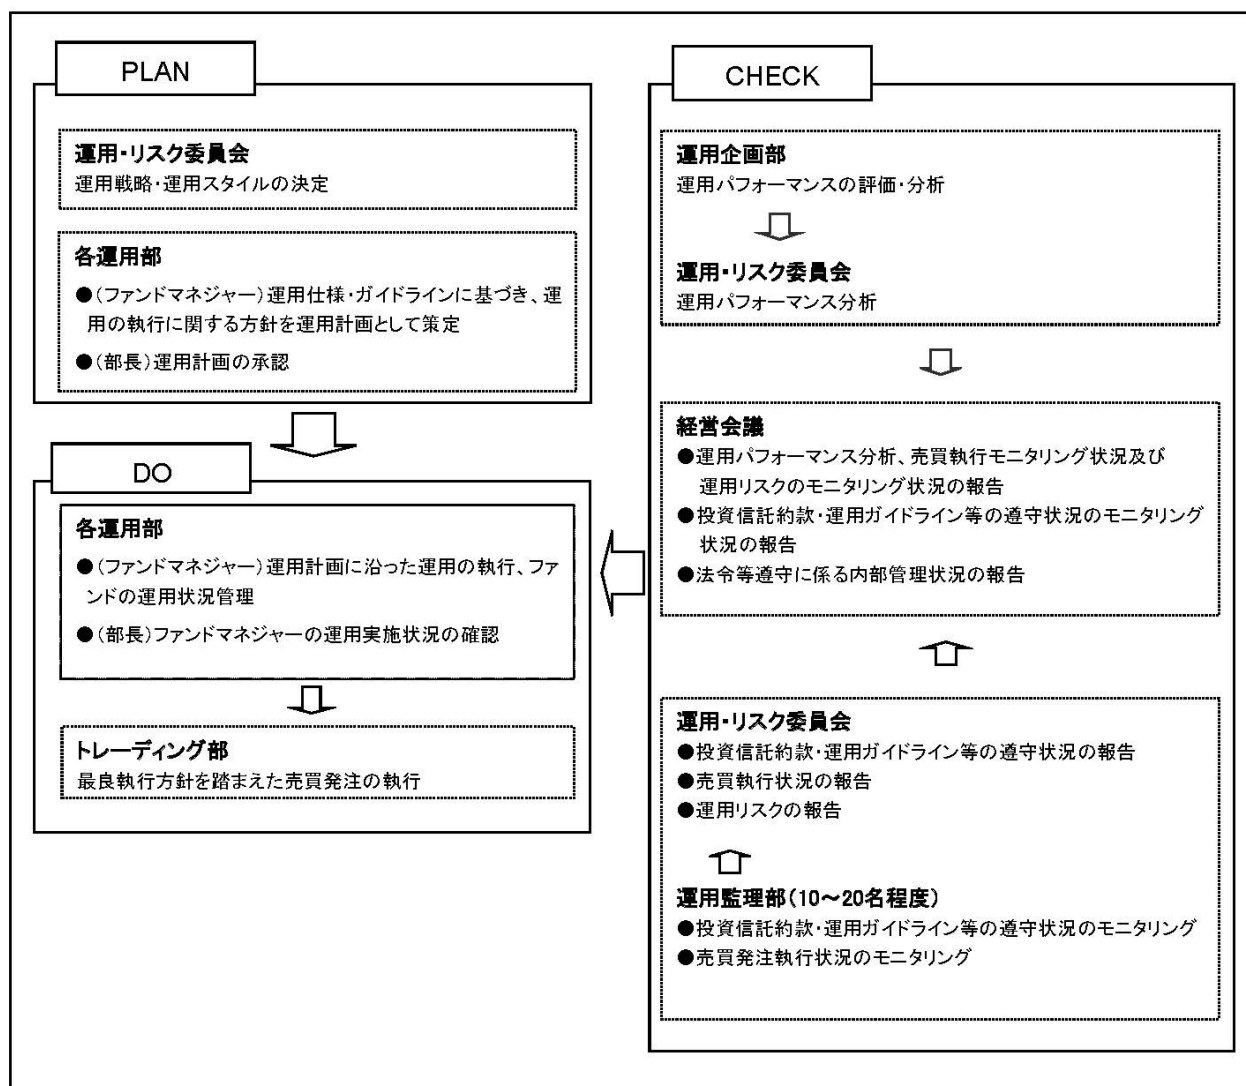 PLAN
運用・リスク委員会
運用戦略・運用スタイルの決定
各運用部
●(ファンドマネジャー)運用仕様・ガイドラインに基づき、運
用の執行に関する方針を運用計画として策定
●(部長)運用計画の承認
DO
各運用部
●(ファンドマネジャー)運用計画に沿った運用の執行、ファ
ンドの運用状況管理
●(部長)ファンドマネジャーの運用実施状況の確認
トレーディング部
最良執行方針を踏まえた売買発注の執行
CHECK
運用企画部
運用パフォーマンスの評価・分析
運用・リスク委員会
運用パフォーマンス分析
経営会議
●運用パフォーマンス分析、売買執行モニタリング状況及び
運用リスクのモニタリング状況の報告
●投資信託約款・運用ガイドライン等の遵守状況のモニタリング
状況の報告
●法令等遵守に係る内部管理状況の報告
運用・リスク委員会
●投資信託約款・運用ガイドライン等の遵守状況の報告
●売買執行状況の報告
●運用リスクの報告
運用監理部(10～20名程度)
●投資信託約款・運用ガイドライン等の遵守状況のモニタリング
●売買発注執行状況のモニタリング